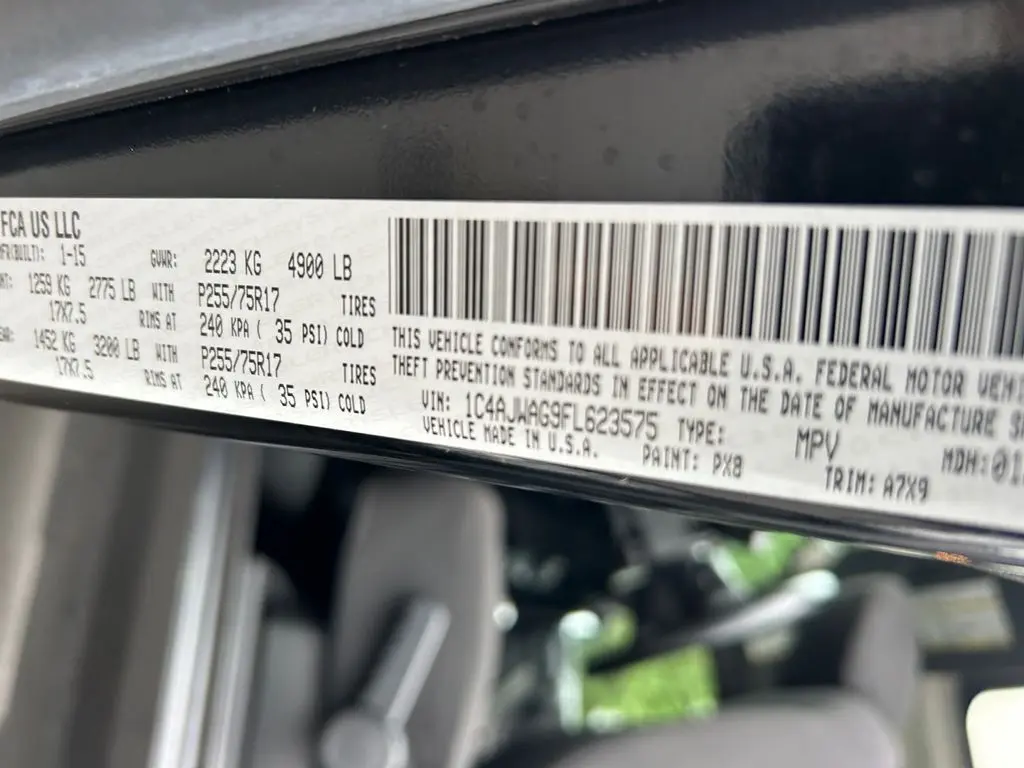 FCA US LLC
MFR(BUILT): 1-15 GVWR: 2223 KG 4900 LB
1259 KG 2775 LB WITH P255/75R17 TIRES
17X7.5 RIMS AT 240 KPA ( 35 PSI) COLD
1452 KG 3200 LB WITH P255/75R17 TIRES
17X7.5 RIMS AT 240 KPA ( 35 PSI) COLD
THIS VEHICLE CONFORMS TO ALL APPLICABLE U.S.A. FEDERAL MOTOR
THEFT PREVENTION STANDARDS IN EFFECT ON THE DATE OF MANUFACTURE
VIN: 1C4AJWAG9FL623575 TYPE: MPV MDH:
VEHICLE MADE IN U.S.A. PAINT: PX8 TRIM: A7X9